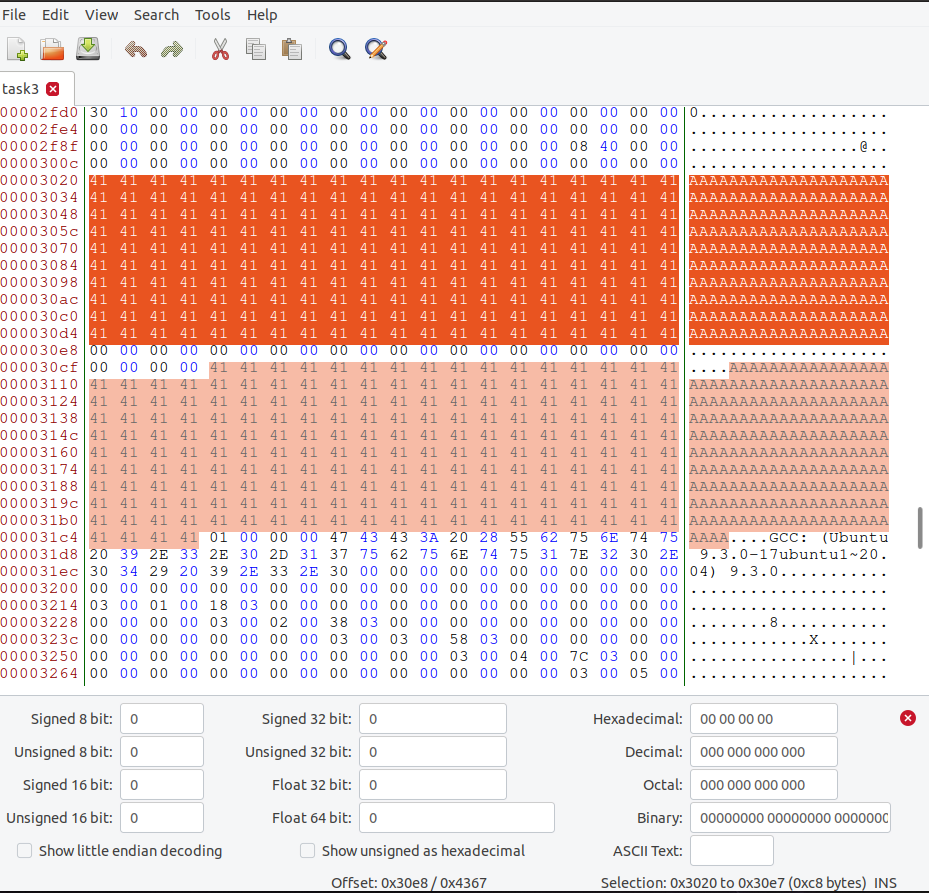 File Edit View Search Tools Help
task3
00002fd0 30 10 00 00 00 00 00 00 00 00 00 00 00 00 00 00 00 00 00 00 0...................
00002fe4 00 00 00 00 00 00 00 00 00 00 00 00 00 00 00 00 00 00 00 00 ....................
00002f8f 00 00 00 00 00 00 00 00 00 00 00 00 00 00 00 00 08 40 00 00 .................@..
0000300c 00 00 00 00 00 00 00 00 00 00 00 00 00 00 00 00 00 00 00 00 ....................
00003020 41 41 41 41 41 41 41 41 41 41 41 41 41 41 41 41 41 41 41 41 AAAAAAAAAAAAAAAAAAAA
00003034 41 41 41 41 41 41 41 41 41 41 41 41 41 41 41 41 41 41 41 41 AAAAAAAAAAAAAAAAAAAA
00003048 41 41 41 41 41 41 41 41 41 41 41 41 41 41 41 41 41 41 41 41 AAAAAAAAAAAAAAAAAAAA
0000305c 41 41 41 41 41 41 41 41 41 41 41 41 41 41 41 41 41 41 41 41 AAAAAAAAAAAAAAAAAAAA
00003070 41 41 41 41 41 41 41 41 41 41 41 41 41 41 41 41 41 41 41 41 AAAAAAAAAAAAAAAAAAAA
00003084 41 41 41 41 41 41 41 41 41 41 41 41 41 41 41 41 41 41 41 41 AAAAAAAAAAAAAAAAAAAA
00003098 41 41 41 41 41 41 41 41 41 41 41 41 41 41 41 41 41 41 41 41 AAAAAAAAAAAAAAAAAAAA
000030ac 41 41 41 41 41 41 41 41 41 41 41 41 41 41 41 41 41 41 41 41 AAAAAAAAAAAAAAAAAAAA
000030c0 41 41 41 41 41 41 41 41 41 41 41 41 41 41 41 41 41 41 41 41 AAAAAAAAAAAAAAAAAAAA
000030d4 41 41 41 41 41 41 41 41 41 41 41 41 41 41 41 41 41 41 41 41 AAAAAAAAAAAAAAAAAAAA
000030e8 00 00 00 00 00 00 00 00 00 00 00 00 00 00 00 00 00 00 00 00 ....................
000030cf 00 00 00 00 41 41 41 41 41 41 41 41 41 41 41 41 41 41 41 41 ....AAAAAAAAAAAAAAAA
00003110 41 41 41 41 41 41 41 41 41 41 41 41 41 41 41 41 41 41 41 41 AAAAAAAAAAAAAAAAAAAA
00003124 41 41 41 41 41 41 41 41 41 41 41 41 41 41 41 41 41 41 41 41 AAAAAAAAAAAAAAAAAAAA
00003138 41 41 41 41 41 41 41 41 41 41 41 41 41 41 41 41 41 41 41 41 AAAAAAAAAAAAAAAAAAAA
0000314c 41 41 41 41 41 41 41 41 41 41 41 41 41 41 41 41 41 41 41 41 AAAAAAAAAAAAAAAAAAAA
00003160 41 41 41 41 41 41 41 41 41 41 41 41 41 41 41 41 41 41 41 41 AAAAAAAAAAAAAAAAAAAA
00003174 41 41 41 41 41 41 41 41 41 41 41 41 41 41 41 41 41 41 41 41 AAAAAAAAAAAAAAAAAAAA
00003188 41 41 41 41 41 41 41 41 41 41 41 41 41 41 41 41 41 41 41 41 AAAAAAAAAAAAAAAAAAAA
0000319c 41 41 41 41 41 41 41 41 41 41 41 41 41 41 41 41 41 41 41 41 AAAAAAAAAAAAAAAAAAAA
000031b0 41 41 41 41 41 41 41 41 41 41 41 41 41 41 41 41 41 41 41 41 AAAAAAAAAAAAAAAAAAAA
000031c4 41 41 41 41 01 00 00 00 47 43 43 3A 20 28 55 62 75 6E 74 75 AAAA....GCC: (Ubuntu
000031d8 20 39 2E 33 2E 30 2D 31 37 75 62 75 6E 74 75 31 7E 32 30 2E  9.3.0-17ubuntu1~20.
000031ec 30 34 29 20 39 2E 33 2E 30 00 00 00 00 00 00 00 00 00 00 00 04) 9.3.0...........
00003200 00 00 00 00 00 00 00 00 00 00 00 00 00 00 00 00 00 00 00 00 ....................
00003214 03 00 01 00 18 03 00 00 00 00 00 00 00 00 00 00 00 00 00 00 ....................
00003228 00 00 00 00 03 00 02 00 38 03 00 00 00 00 00 00 00 00 00 00 ........8...........
0000323c 00 00 00 00 00 00 00 00 03 00 03 00 58 03 00 00 00 00 00 00 ............X.......
00003250 00 00 00 00 00 00 00 00 00 00 00 00 03 00 04 00 7C 03 00 00 ................|...
00003264 00 00 00 00 00 00 00 00 00 00 00 00 00 00 00 00 03 00 05 00 ....................
Signed 8 bit: 0 Signed 32 bit: 0 Hexadecimal: 00 00 00 00
Unsigned 8 bit: 0 Unsigned 32 bit: 0 Decimal: 000 000 000 000
Signed 16 bit: 0 Float 32 bit: 0 Octal: 000 000 000 000
Unsigned 16 bit: 0 Float 64 bit: 0 Binary: 00000000 00000000 0000000
Show little endian decoding Show unsigned as hexadecimal ASCII Text:
Offset: 0x30e8 / 0x4367 Selection: 0x3020 to 0x30e7 (0xc8 bytes) INS